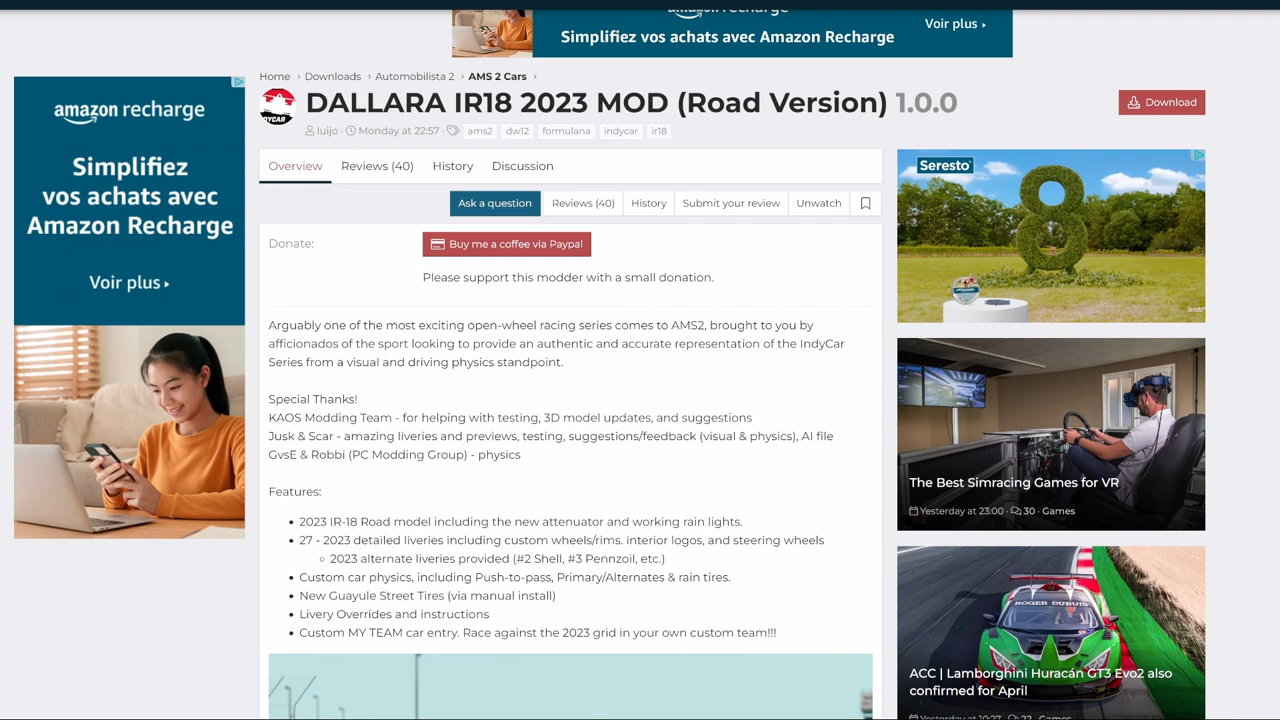 Simplifiez vos achats avec Amazon Recharge
Voir plus
Home > Downloads > Automobilista 2 > AMS 2 Cars >
DALLARA IR18 2023 MOD (Road Version) 1.0.0
Download
luijo · Monday at 22:57 · ams2 dw12 formulana indycar ir18
amazon recharge
Simplifiez
vos achats avec
Amazon Recharge
Voir plus
Overview Reviews (40) History Discussion
Ask a question Reviews (40) History Submit your review Unwatch
Donate:
Buy me a coffee via Paypal
Please support this modder with a small donation.
Arguably one of the most exciting open-wheel racing series comes to AMS2, brought to you by
afficionados of the sport looking to provide an authentic and accurate representation of the IndyCar
Series from a visual and driving physics standpoint.
Special Thanks!
KAOS Modding Team - for helping with testing, 3D model updates, and suggestions
Jusk & Scar - amazing liveries and previews, testing, suggestions/feedback (visual & physics), AI file
GvsE & Robbi (PC Modding Group) - physics
Features:
• 2023 IR-18 Road model including the new attenuator and working rain lights.
• 27 - 2023 detailed liveries including custom wheels/rims. interior logos, and steering wheels
◦ 2023 alternate liveries provided (#2 Shell, #3 Pennzoil, etc.)
• Custom car physics, including Push-to-pass, Primary/Alternates & rain tires.
• New Guayule Street Tires (via manual install)
• Livery Overrides and instructions
• Custom MY TEAM car entry. Race against the 2023 grid in your own custom team!!!
Seresto
Seresto
The Best Simracing Games for VR
Yesterday at 23:00 · 30 · Games
ROGER DUBUIS
ACC | Lamborghini Huracán GT3 Evo2 also
confirmed for April
Yesterday at 10:27 · 22 · Games